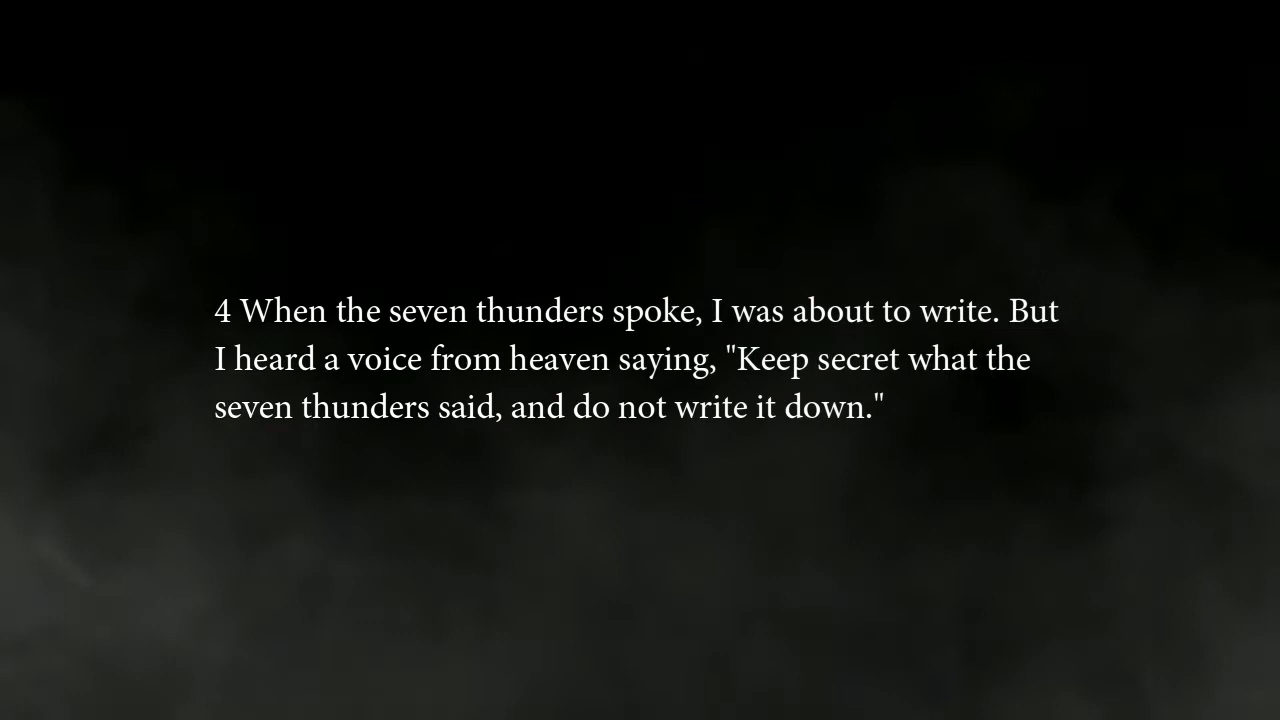 4 When the seven thunders spoke, I was about to write. But
I heard a voice from heaven saying, "Keep secret what the
seven thunders said, and do not write it down."